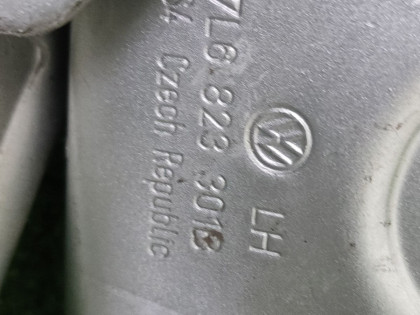 LH
7L6.823 301B
Czech Republic